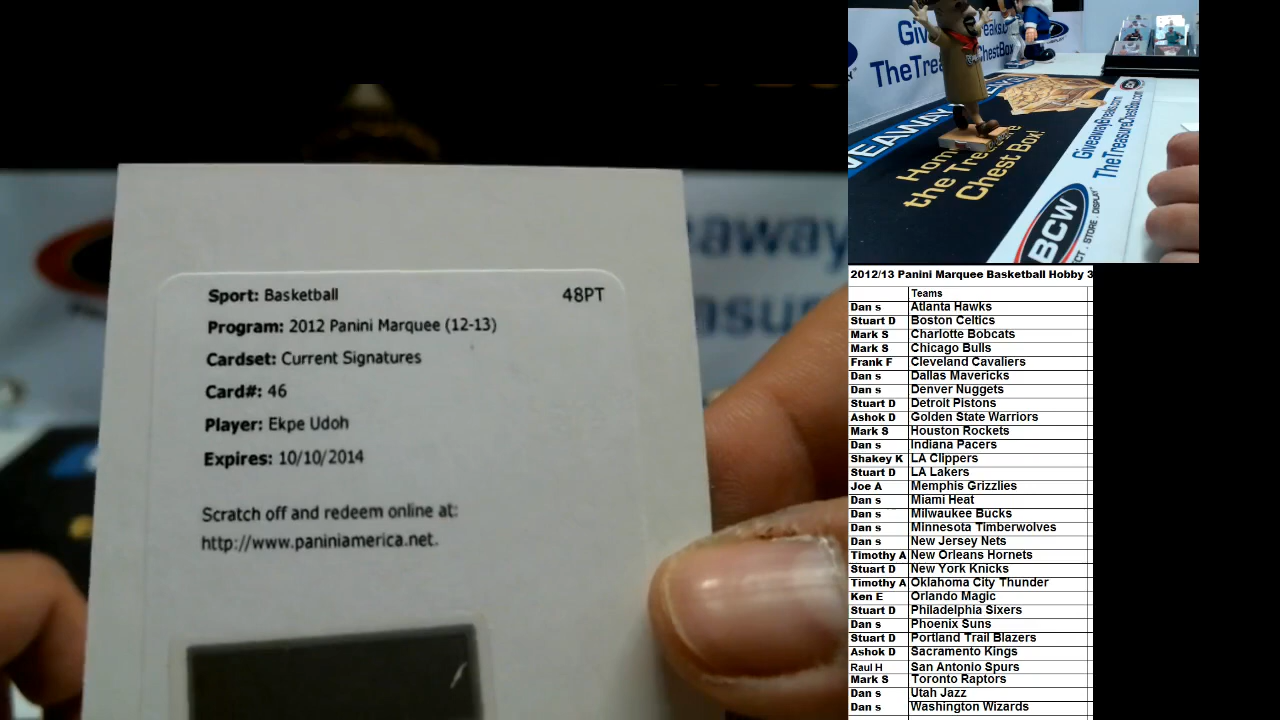 Sport: Basketball 48PT
Program: 2012 Panini Marquee (12-13)
Cardset: Current Signatures
Card#: 46
Player: Ekpe Udoh
Expires: 10/10/2014
Scratch off and redeem online at:
http://www.paniniamerica.net.
GiveawayBreaks.com
TheTreasureChestBox.com
Chest Box!
BCW
2012/13 Panini Marquee Basketball Hobby 3
Teams
Dan s Atlanta Hawks
Stuart D Boston Celtics
Mark S Charlotte Bobcats
Mark S Chicago Bulls
Frank F Cleveland Cavaliers
Dan s Dallas Mavericks
Dan s Denver Nuggets
Stuart D Detroit Pistons
Ashok D Golden State Warriors
Mark S Houston Rockets
Dan s Indiana Pacers
Shakey K LA Clippers
Stuart D LA Lakers
Joe A Memphis Grizzlies
Dan s Miami Heat
Dan s Milwaukee Bucks
Dan s Minnesota Timberwolves
Dan s New Jersey Nets
Timothy A New Orleans Hornets
Stuart D New York Knicks
Timothy A Oklahoma City Thunder
Ken E Orlando Magic
Stuart D Philadelphia Sixers
Dan s Phoenix Suns
Stuart D Portland Trail Blazers
Ashok D Sacramento Kings
Raul H San Antonio Spurs
Mark S Toronto Raptors
Dan s Utah Jazz
Dan s Washington Wizards